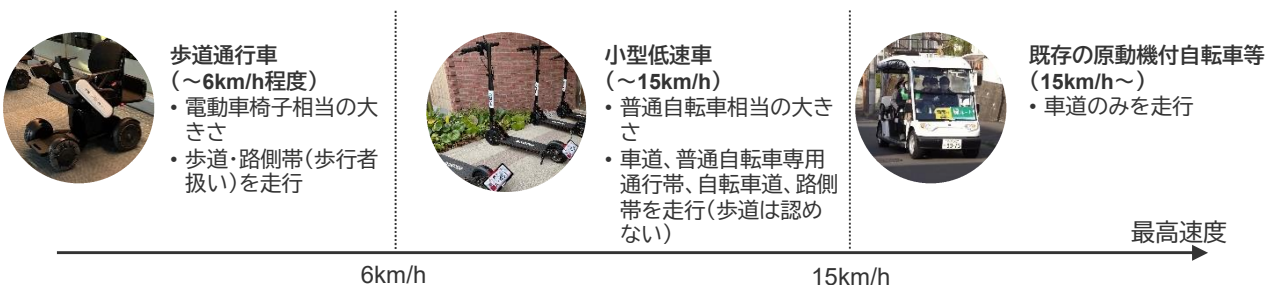 歩道通行車
（～6km/h程度）
・電動車椅子相当の大
きさ
・歩道・路側帯（歩行者
扱い）を走行
小型低速車
（～15km/h）
・普通自転車相当の大き
さ
・車道、普通自転車専用
通行帯、自転車道、路側
帯を走行（歩道は認め
ない）
既存の原動機付自転車等
（15km/h～）
・車道のみを走行
最高速度
6km/h
15km/h